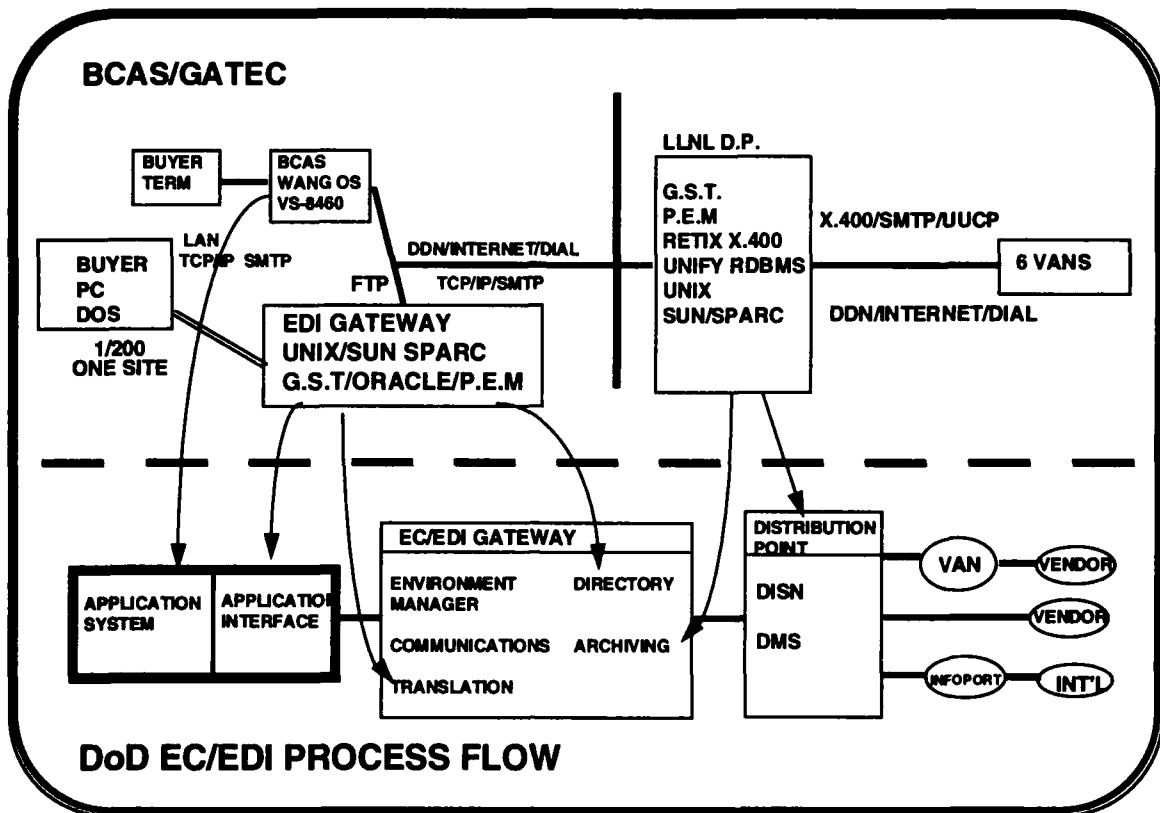 BCAS/GATEC
BUYER
TERM
BCAS
WANG OS
VS-8460
LLNL D.P.
G.S.T.
P.E.M
RETIX X.400
UNIFY RDBMS
UNIX
SUN/SPARC
X.400/SMTP/UUCP
6 VANS
DDN/INTERNET/DIAL
LAN
TCP/IP SMTP
BUYER
PC
DOS
1/200
ONE SITE
DDN/INTERNET/DIAL
FTP
TCP/IP/SMTP
EDI GATEWAY
UNIX/SUN SPARC
G.S.T/ORACLE/P.E.M
APPLICATION
SYSTEM
APPLICATION
INTERFACE
EC/EDI GATEWAY
ENVIRONMENT
MANAGER
DIRECTORY
COMMUNICATIONS
ARCHIVING
TRANSLATION
DISTRIBUTION
POINT
DISN
DMS
VAN
VENDOR
VENDOR
INFOPORT
INT'L
DoD EC/EDI PROCESS FLOW